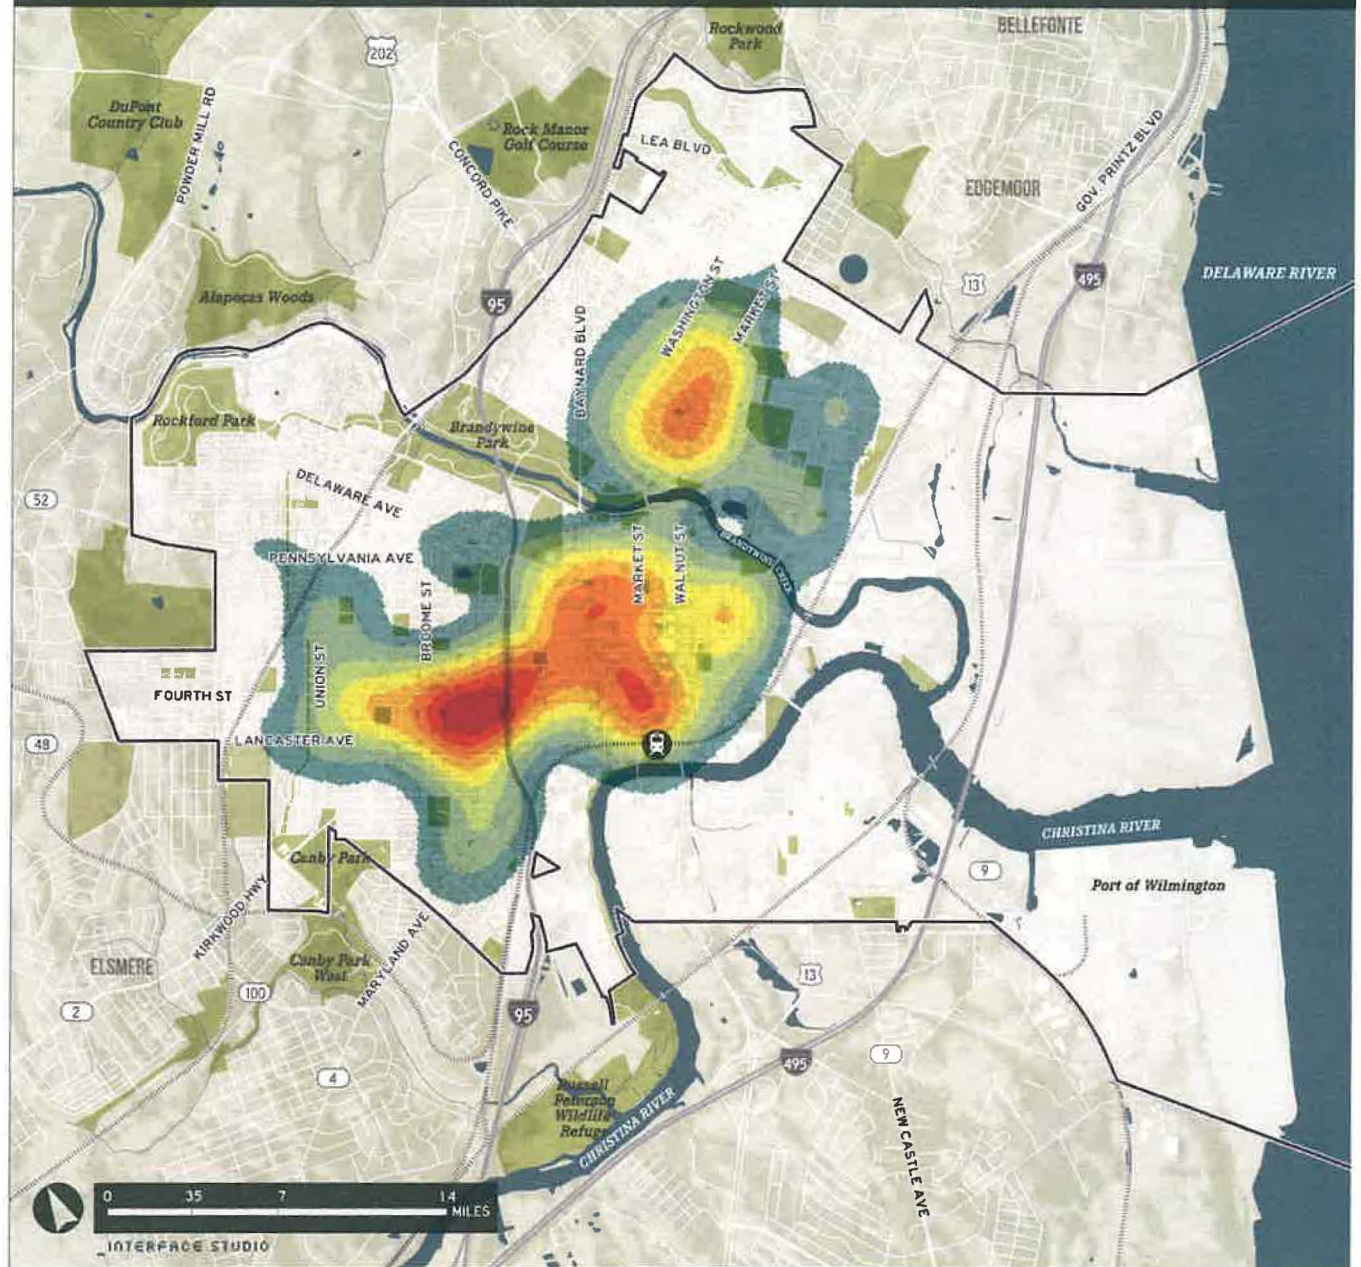 BELLEFONTE
Rockwood
Park
202
DuPont
Country Club
POWDER MILL RD
CONCORD PIKE
Rock Manor
Golf Course
LEA BLVD
EDGEMOOR
GOV. PRINTZ BLVD
DELAWARE RIVER
13
495
Alapocas Woods
95
BAYNARD BLVD
WASHINGTON ST
MARKET ST
Rockford Park
Brandywine
Park
52
DELAWARE AVE
PENNSYLVANIA AVE
BROOME ST
MARKET ST
WALNUT ST
BRANDYWINE CREEK
UNION ST
FOURTH ST
LANCASTER AVE
48
CHRISTINA RIVER
9
Port of Wilmington
Canby Park
KIRKWOOD HWY
MARYLAND AVE
ELSMERE
Canby Park
West
100
2
4
95
13
495
9
Russell
Peterson
Wildlife
Refuge
CHRISTINA RIVER
NEW CASTLE AVE
0 35 7 14
MILES
_INTERFACE STUDIO